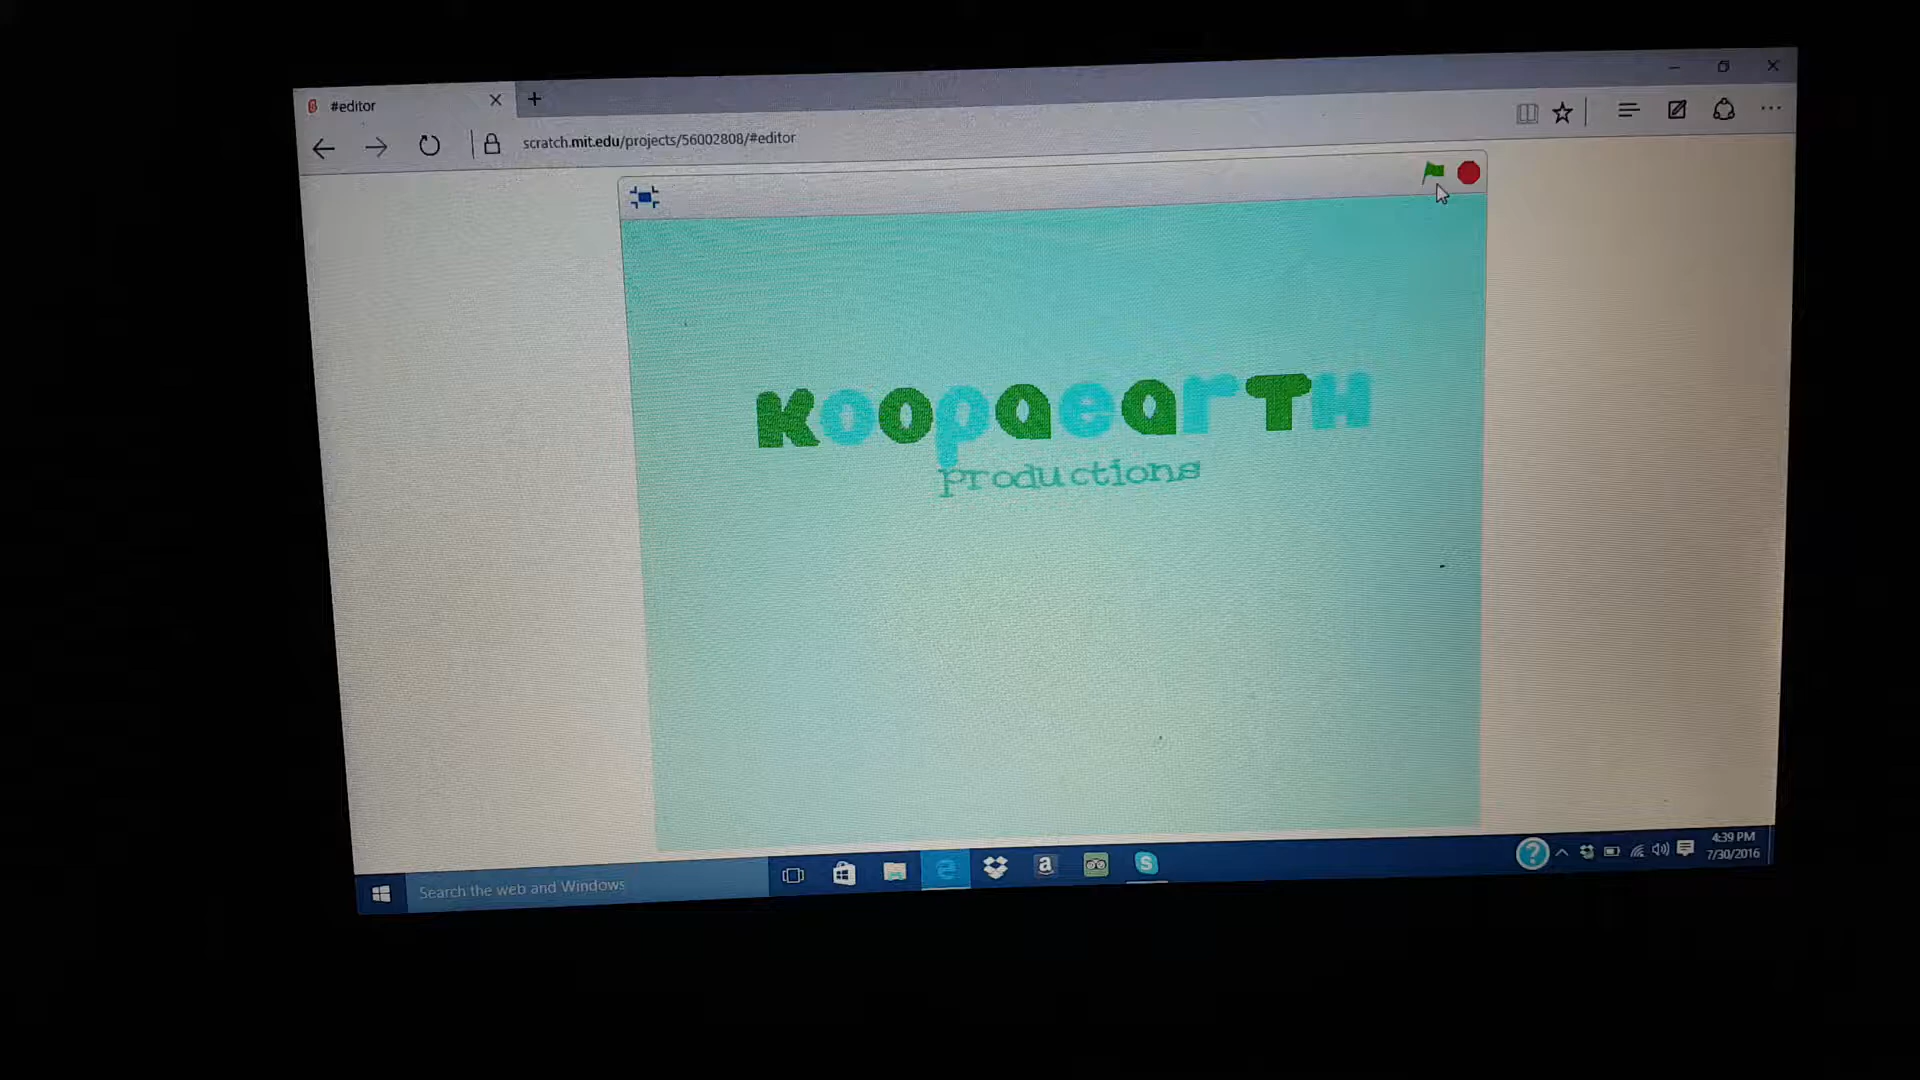 #editor
scratch.mit.edu/projects/56002808/#editor
KoopaearTH
productions
Search the web and Windows
4:39 PM
7/30/2016